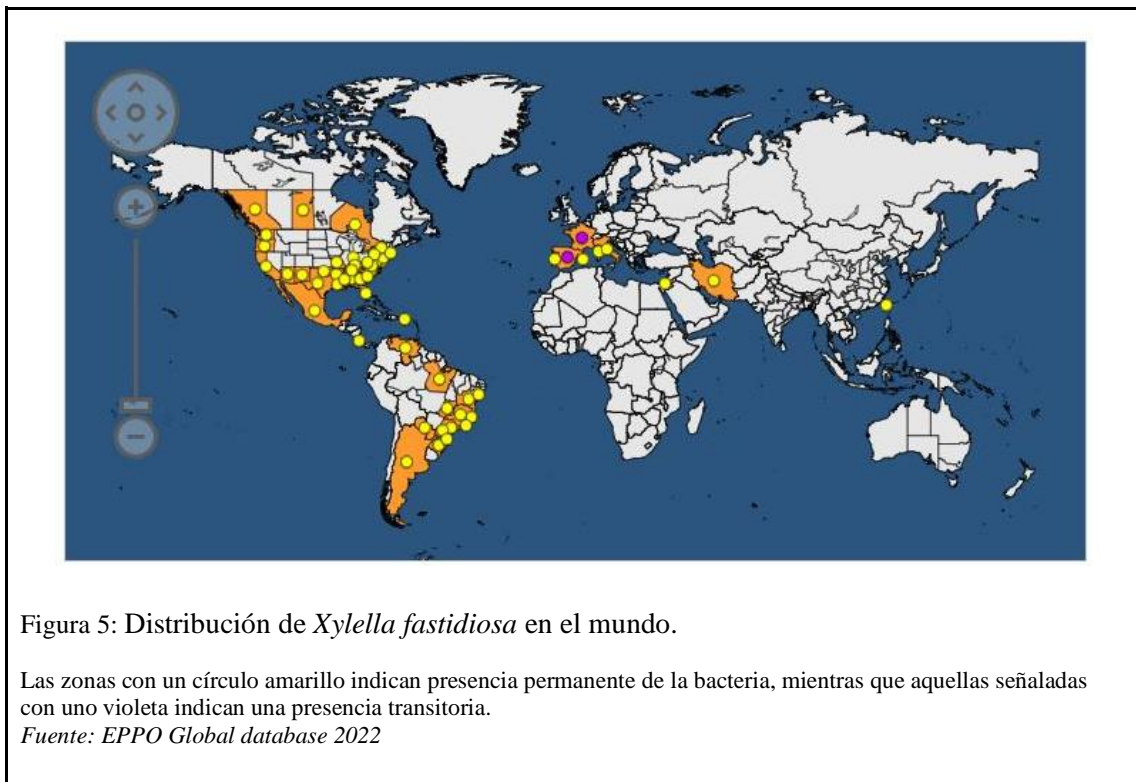 Figura 5: Distribución de Xylella fastidiosa en el mundo.
Las zonas con un círculo amarillo indican presencia permanente de la bacteria, mientras que aquellas señaladas
con uno violeta indican una presencia transitoria.
Fuente: EPPO Global database 2022